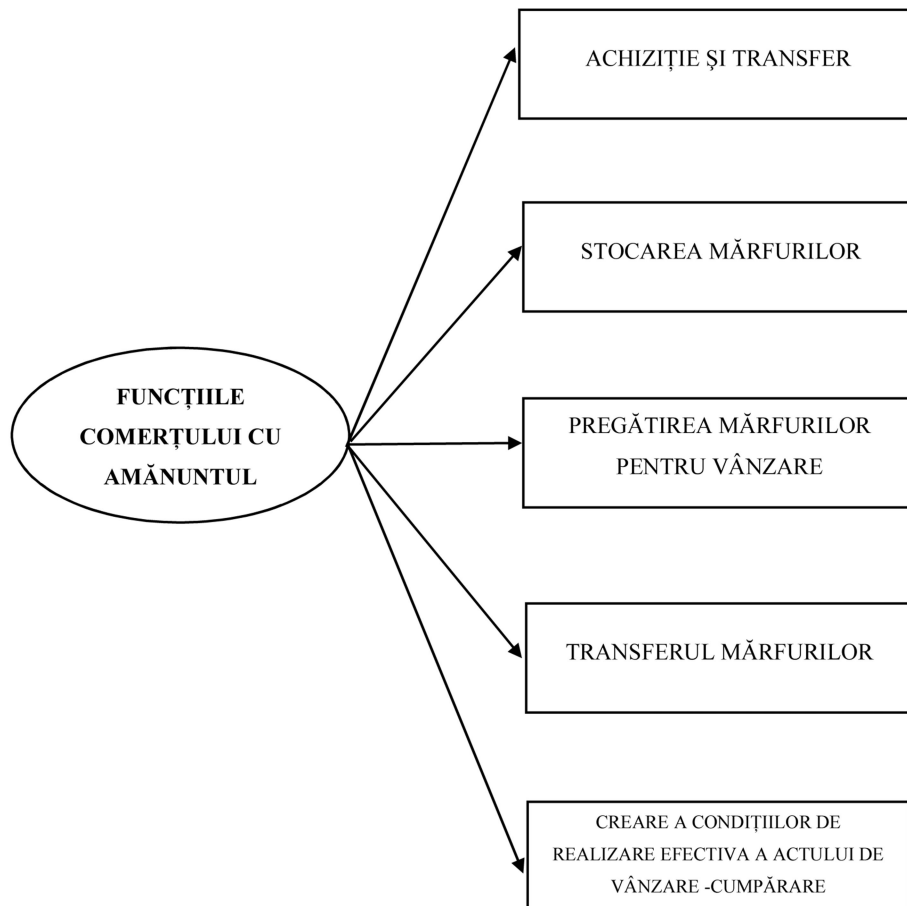 ACHIZIȚIE ŞI TRANSFER
STOCAREA MĂRFURILOR
FUNCȚIILE
COMERȚULUI CU
AMĂNUNTUL
PREGĂTIREA MĂRFURILOR
PENTRU VÂNZARE
TRANSFERUL MĂRFURILOR
CREARE A CONDIȚIILOR DE
REALIZARE EFECTIVA A ACTULUI DE
VÂNZARE -CUMPĂRARE